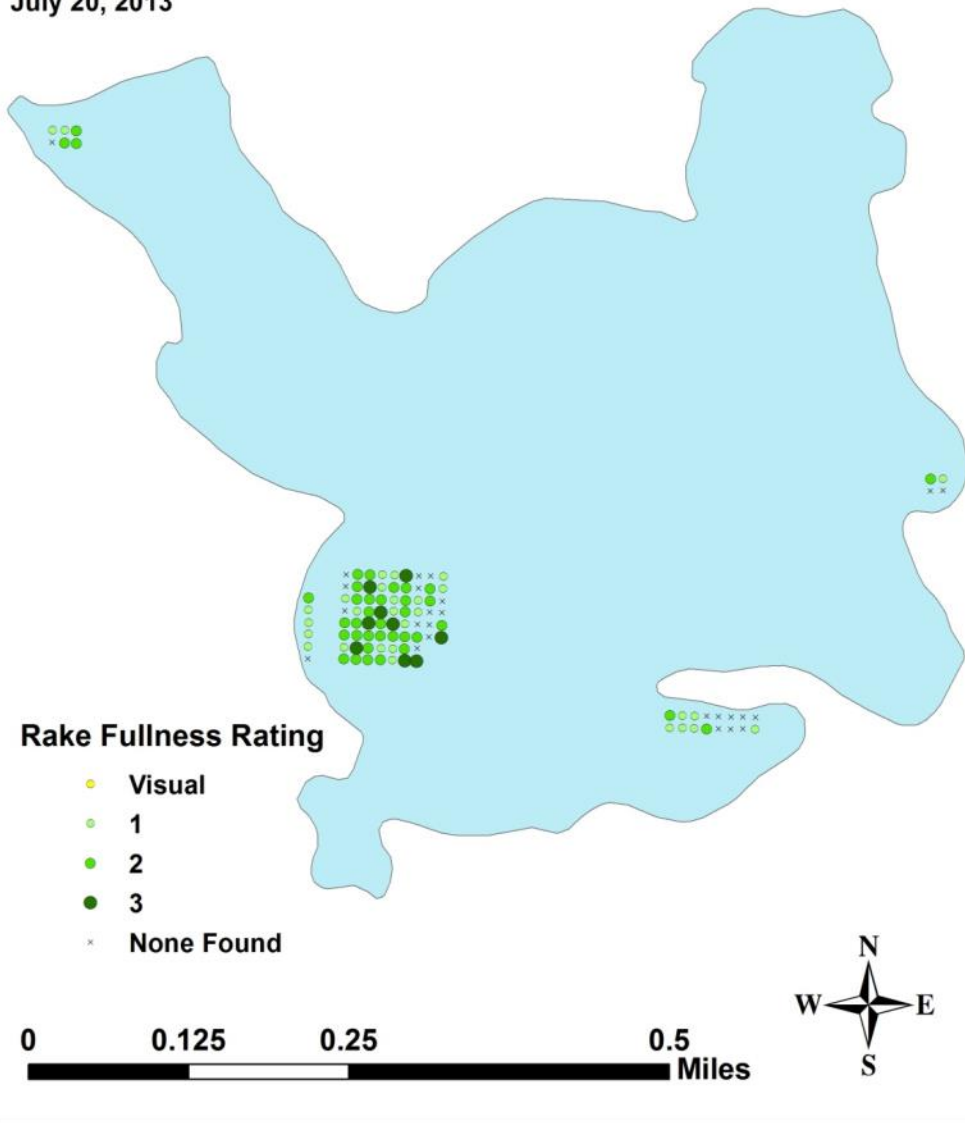 July 20, 2013
Rake Fullness Rating
Visual
1
2
3
None Found
N
W E
S
0 0.125 0.25 0.5
Miles